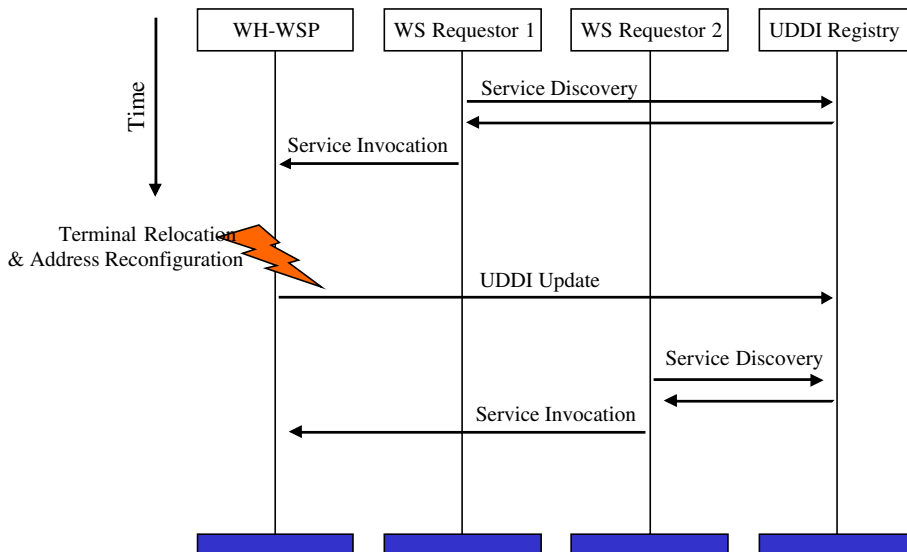 WH-WSP
WS Requestor 1
WS Requestor 2
UDDI Registry
Time
Service Discovery
Service Invocation
Terminal Relocation
& Address Reconfiguration
UDDI Update
Service Discovery
Service Invocation